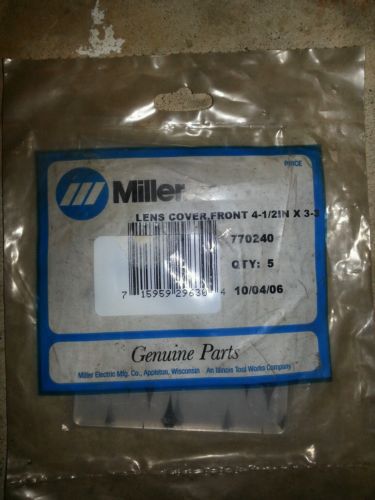 PRICE
Miller
LENS COVER,FRONT 4-1/2IN X 3-3
770240
QTY: 5
7 15959 29630 4
10/04/06
Genuine Parts
Miller Electric Mfg. Co., Appleton, Wisconsin An Illinois Tool Works Company